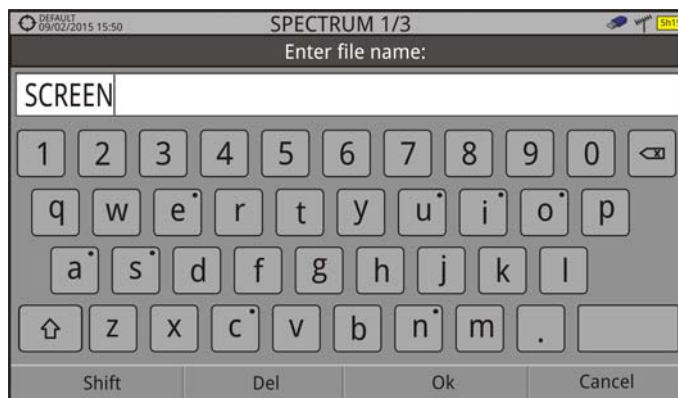 DEFAULT
09/02/2015 15:50
SPECTRUM 1/3
Enter file name:
SCREEN
1 2 3 4 5 6 7 8 9 0
q w e r t y u i o p
a s d f g h j k l
z x c v b n m .
Shift Del Ok Cancel